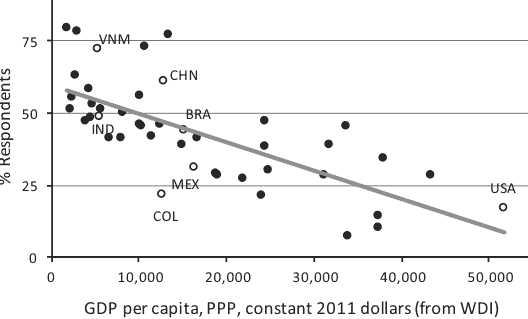 % Respondents
75
50
25
0
VNM
CHN
BRA
IND
MEX
COL
USA
0 10,000 20,000 30,000 40,000 50,000
GDP per capita, PPP, constant 2011 dollars (from WDI)